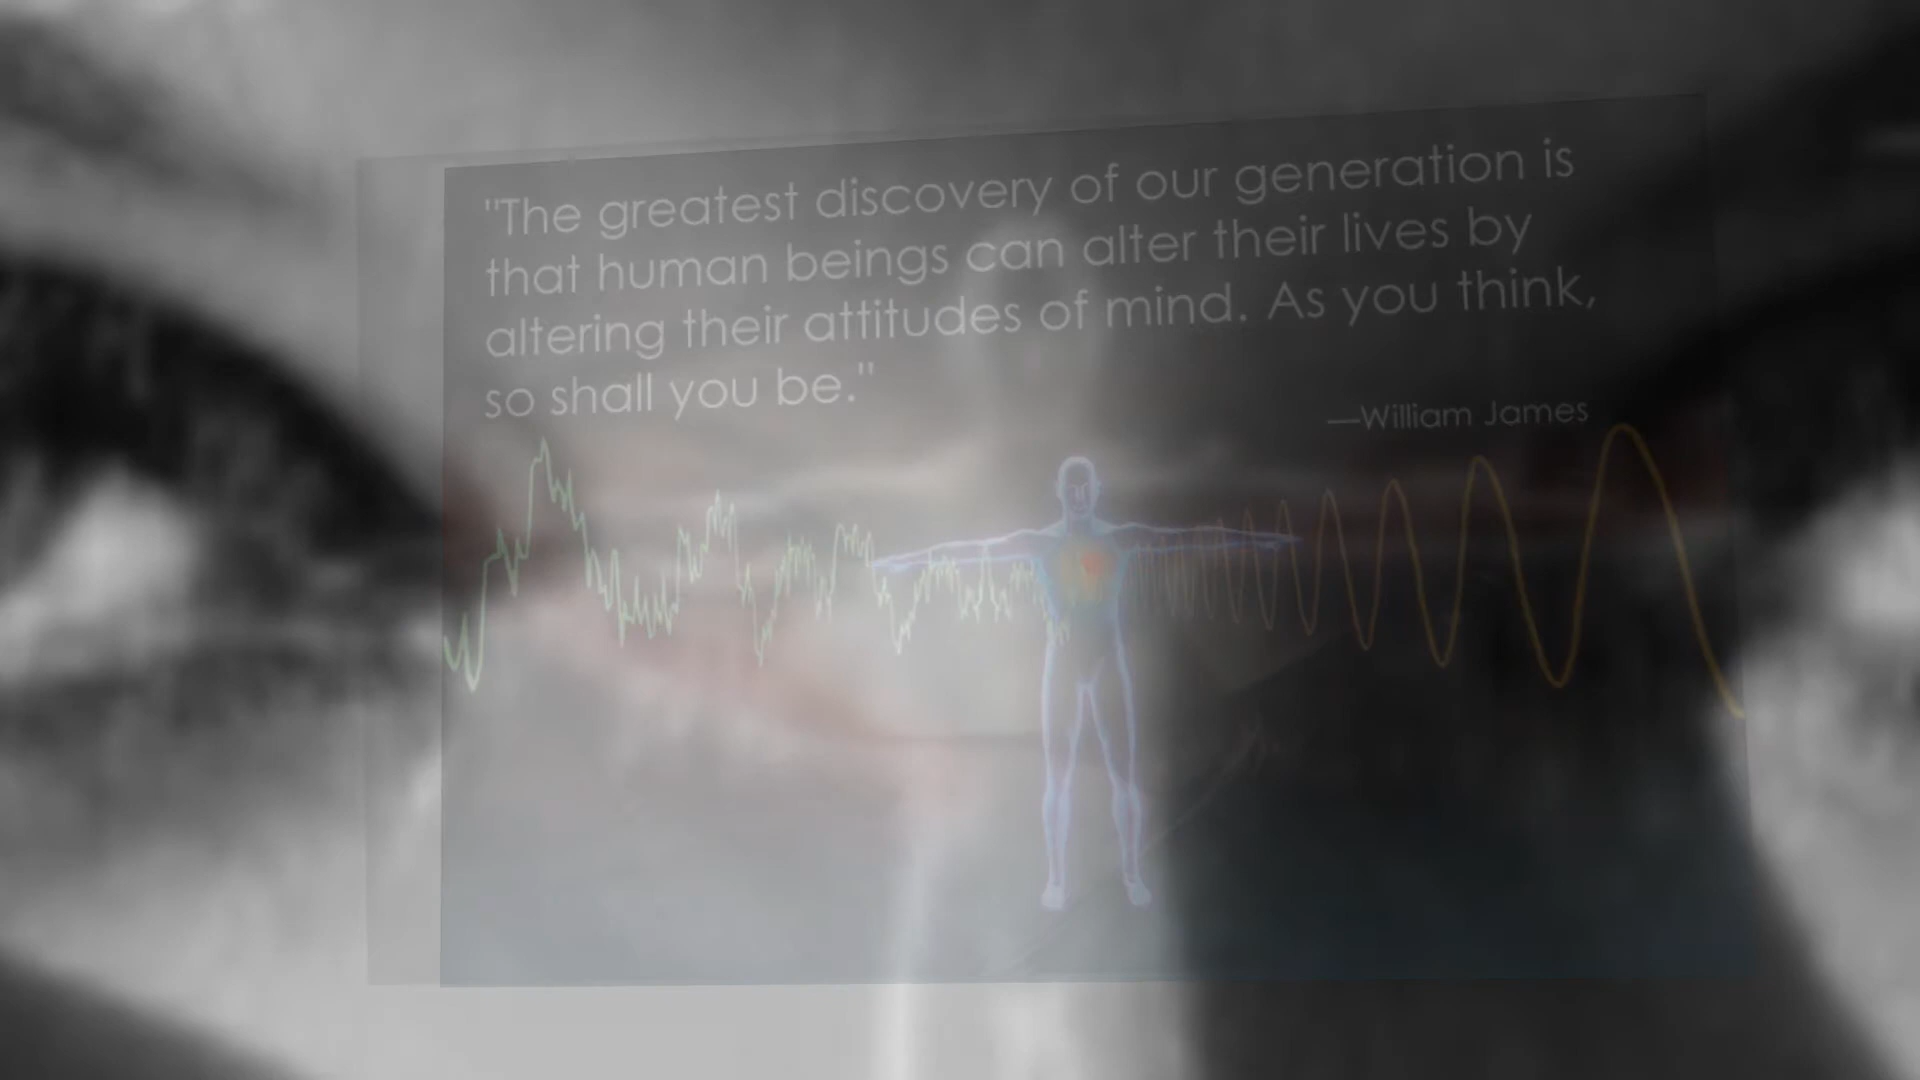 "The greatest discovery of our generation is
that human beings can alter their lives by
altering their attitudes of mind. As you think,
so shall you be."
—William James